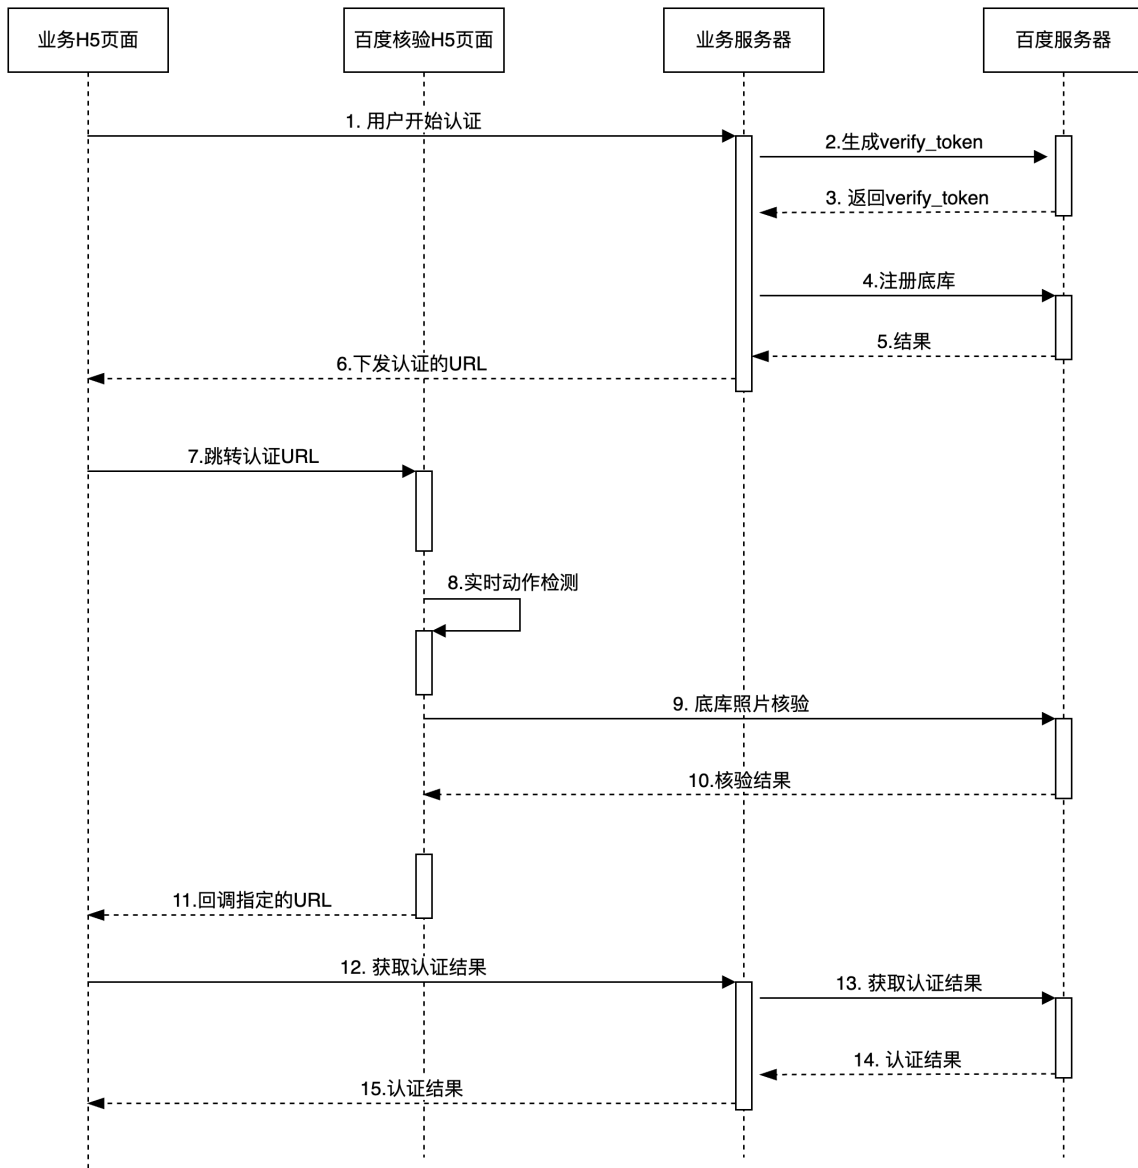 业务H5页面
百度核验H5页面
业务服务器
百度服务器
1. 用户开始认证
2.生成verify_token
3. 返回verify_token
4.注册底库
5.结果
6.下发认证的URL
7.跳转认证URL
8.实时动作检测
9. 底库照片核验
10.核验结果
11.回调指定的URL
12. 获取认证结果
13. 获取认证结果
14. 认证结果
15.认证结果